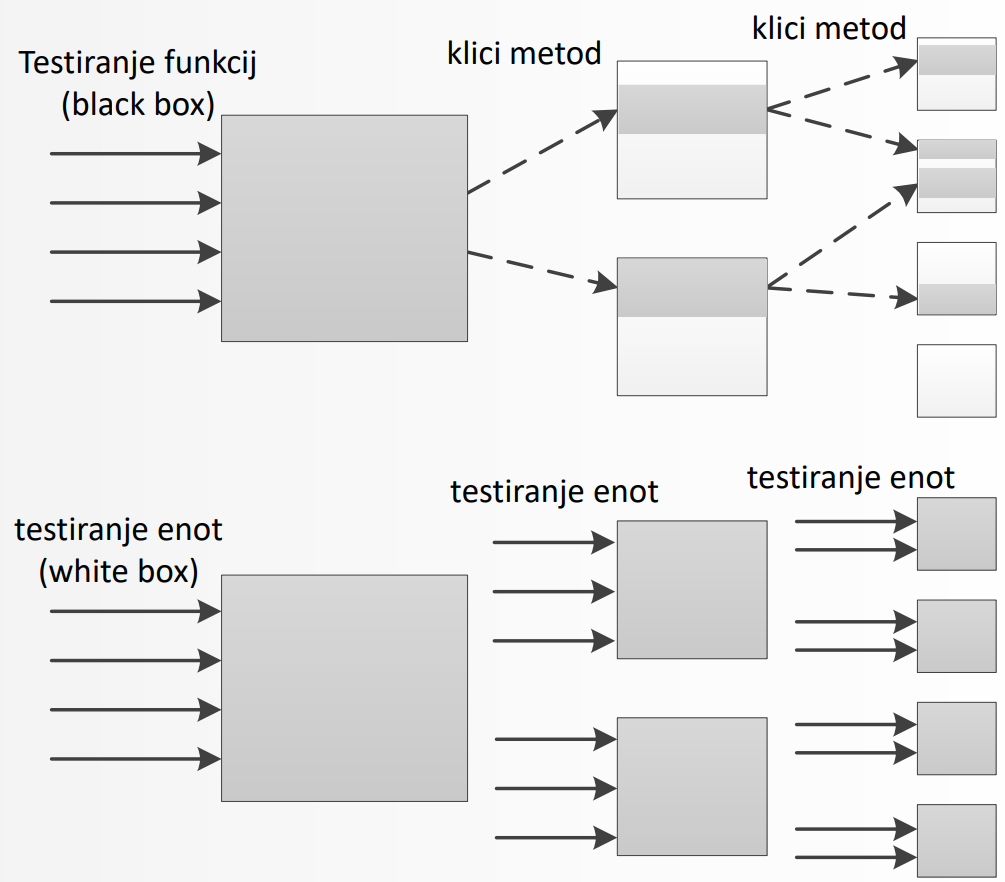 Testiranje funkcij
(black box)
klici metod
klici metod
testiranje enot
(white box)
testiranje enot
testiranje enot